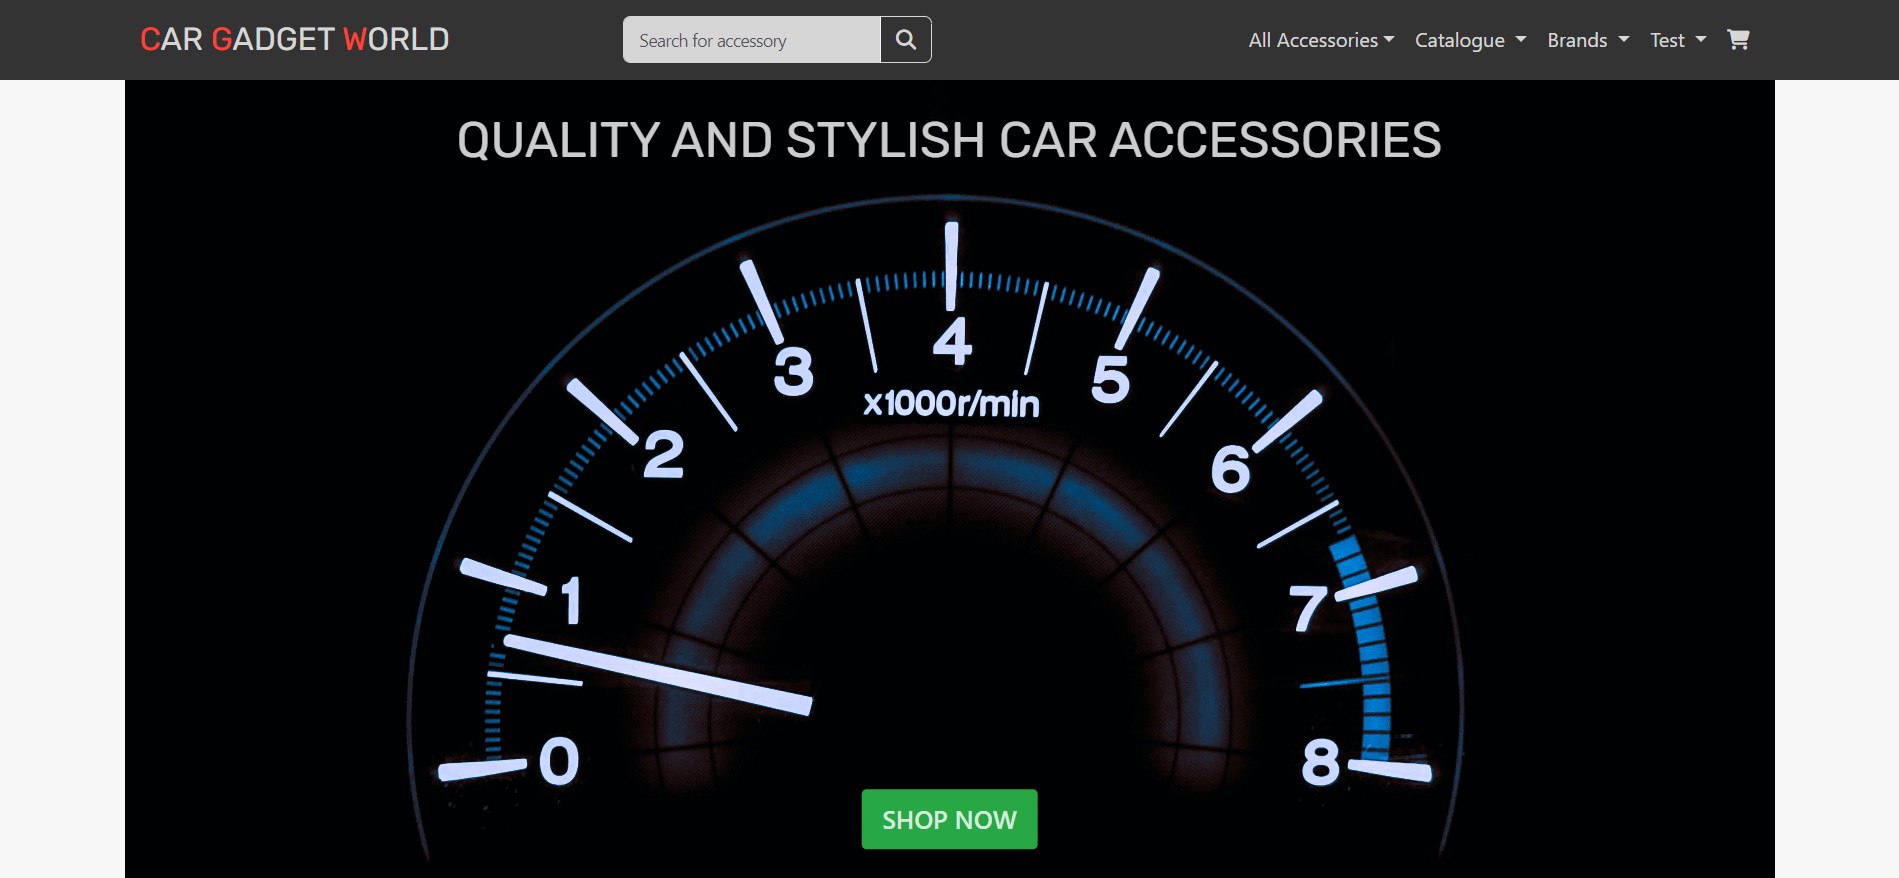 CAR GADGET WORLD
Search for accessory
All Accessories Catalogue Brands Test
QUALITY AND STYLISH CAR ACCESSORIES
4
3
5
x1000r/min
2
6
1
7
0
8
SHOP NOW